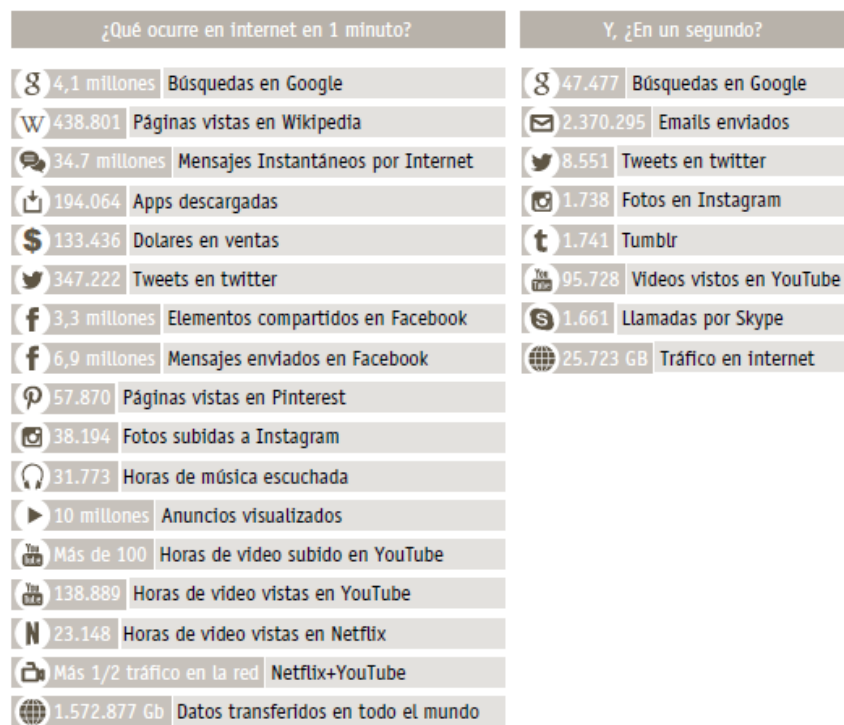 ¿Qué ocurre en internet en 1 minuto?
4,1 millones Búsquedas en Google
438.801 Páginas vistas en Wikipedia
34.7 millones Mensajes Instantáneos por Internet
194.064 Apps descargadas
133.436 Dolares en ventas
347.222 Tweets en twitter
3,3 millones Elementos compartidos en Facebook
6,9 millones Mensajes enviados en Facebook
57.870 Páginas vistas en Pinterest
38.194 Fotos subidas a Instagram
31.773 Horas de música escuchada
10 millones Anuncios visualizados
Más de 100 Horas de video subido en YouTube
138.889 Horas de video vistas en YouTube
23.148 Horas de video vistas en Netflix
Más 1/2 tráfico en la red Netflix+YouTube
1.572.877 Gb Datos transferidos en todo el mundo
Y, ¿En un segundo?
47.477 Búsquedas en Google
2.370.295 Emails enviados
8.551 Tweets en twitter
1.738 Fotos en Instagram
1.741 Tumblr
95.728 Videos vistos en YouTube
1.661 Llamadas por Skype
25.723 GB Tráfico en internet